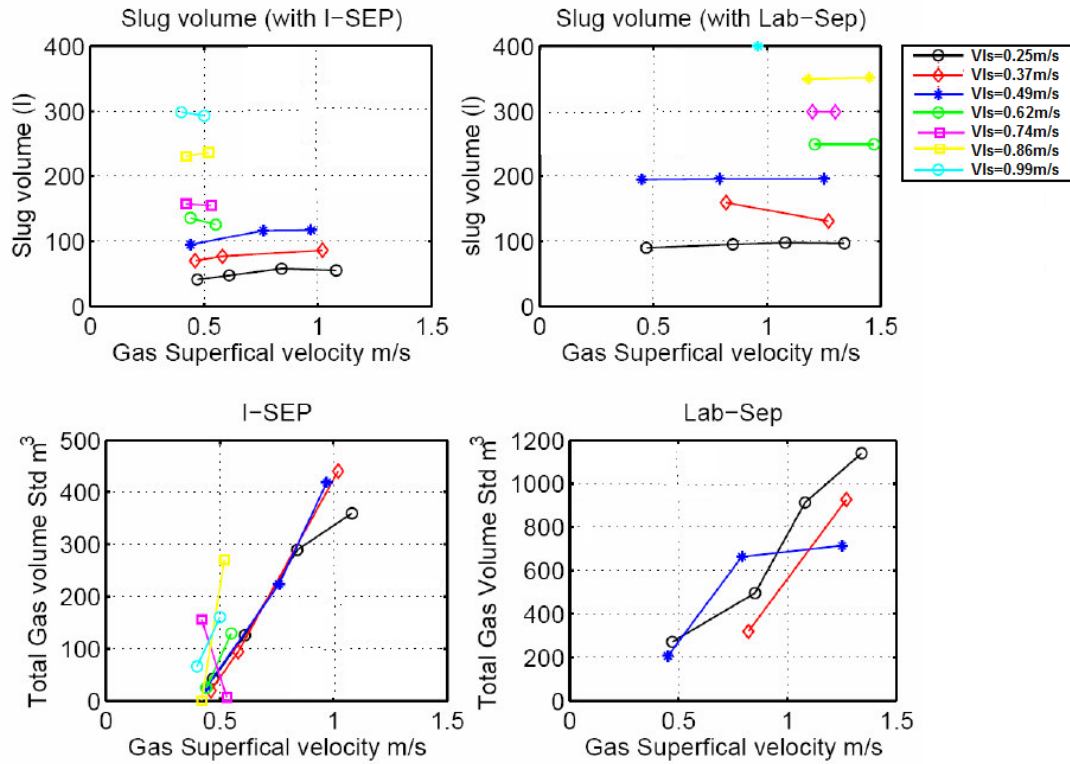 Slug volume (with I-SEP)
Slug volume (l)
400
300
200
100
0
0 0.5 1 1.5
Gas Superfical velocity m/s
Slug volume (with Lab-Sep)
slug volume (l)
400
300
200
100
0
0 0.5 1 1.5
Gas Superfical velocity m/s
Vls=0.25m/s
Vls=0.37m/s
Vls=0.49m/s
Vls=0.62m/s
Vls=0.74m/s
Vls=0.86m/s
Vls=0.99m/s
I-SEP
Total Gas volume Std m³
500
400
300
200
100
0
0 0.5 1 1.5
Gas Superfical velocity m/s
Lab-Sep
Total Gas Volume Std m³
1200
1000
800
600
400
200
0
0 0.5 1 1.5
Gas Superfical velocity m/s